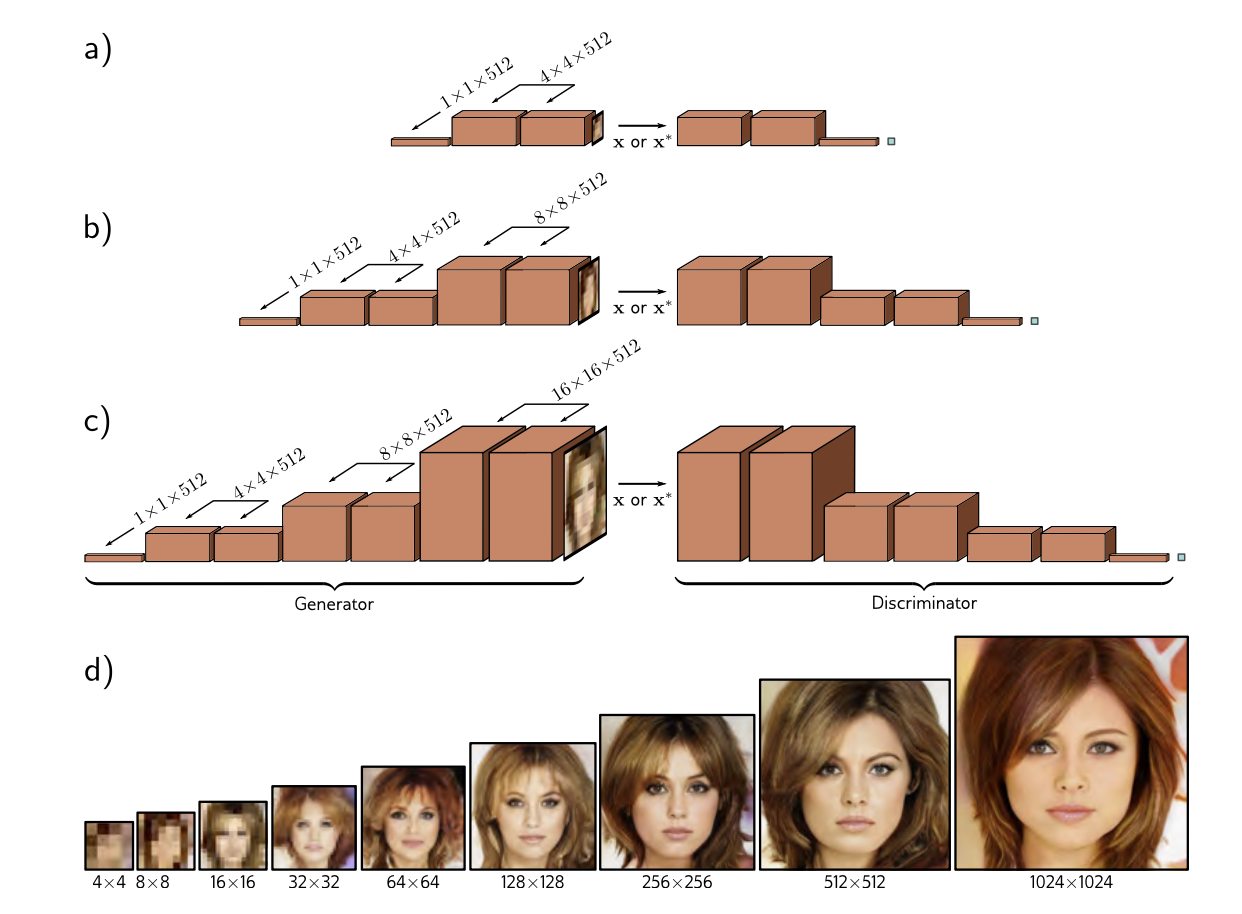 a)
1×1×512
4×4×512
x or x*
b)
1×1×512
4×4×512
8×8×512
x or x*
c)
1×1×512
4×4×512
8×8×512
16×16×512
x or x*
Generator
Discriminator
d)
4×4
8×8
16×16
32×32
64×64
128×128
256×256
512×512
1024×1024